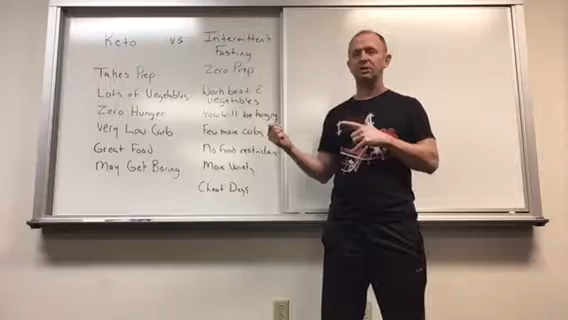 Keto vs Intermittent
Fasting
Takes Prep
Lots of Vegetables
Zero Hunger
Very Low Carb
Great Food
May Get Boring
Zero Prep
Work best c
vegetables
You will be hungry
Few more carbs
No Food restriction
More Variety
Cheat Days